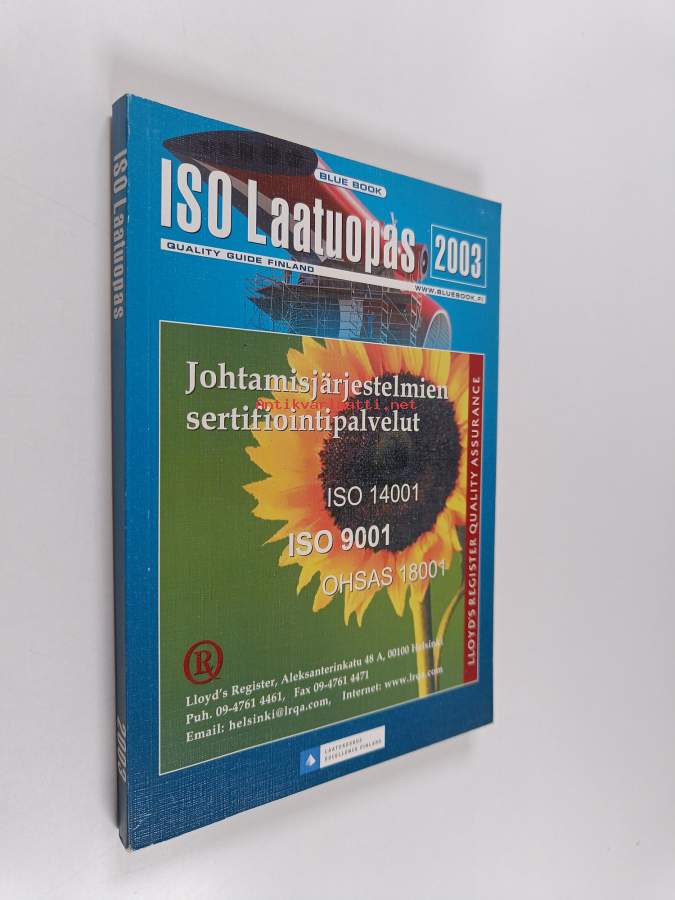 ISO Laatuopas
2003
BLUE BOOK
ISO Laatuopas
2003
QUALITY GUIDE FINLAND
WWW.BLUEBOOK.FI
Johtamisjärjestelmien
sertifiointipalvelut
Antikvariaatti.net
ISO 14001
ISO 9001
OHSAS 18001
LLOYD'S REGISTER QUALITY ASSURANCE
LR
Lloyd's Register, Aleksanterinkatu 48 A, 00100 Helsinki
Puh. 09-4761 4461, Fax 09-4761 4471
Email: helsinki@lrqa.com, Internet: www.lrqa.com
LAATUKESKUS
EXCELLENCE FINLAND